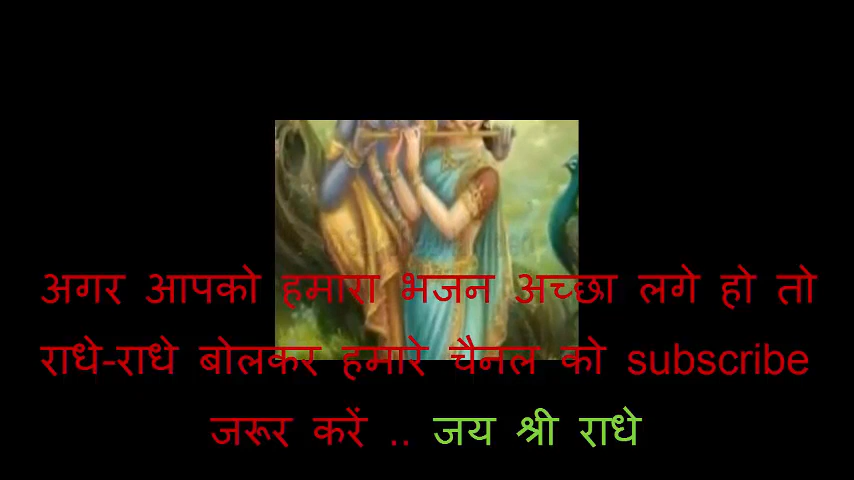 अगर आपको हमारा भजन अच्छा लगे हो तो
राधे-राधे बोलकर हमारे चैनल को subscribe
जरूर करें .. जय श्री राधे